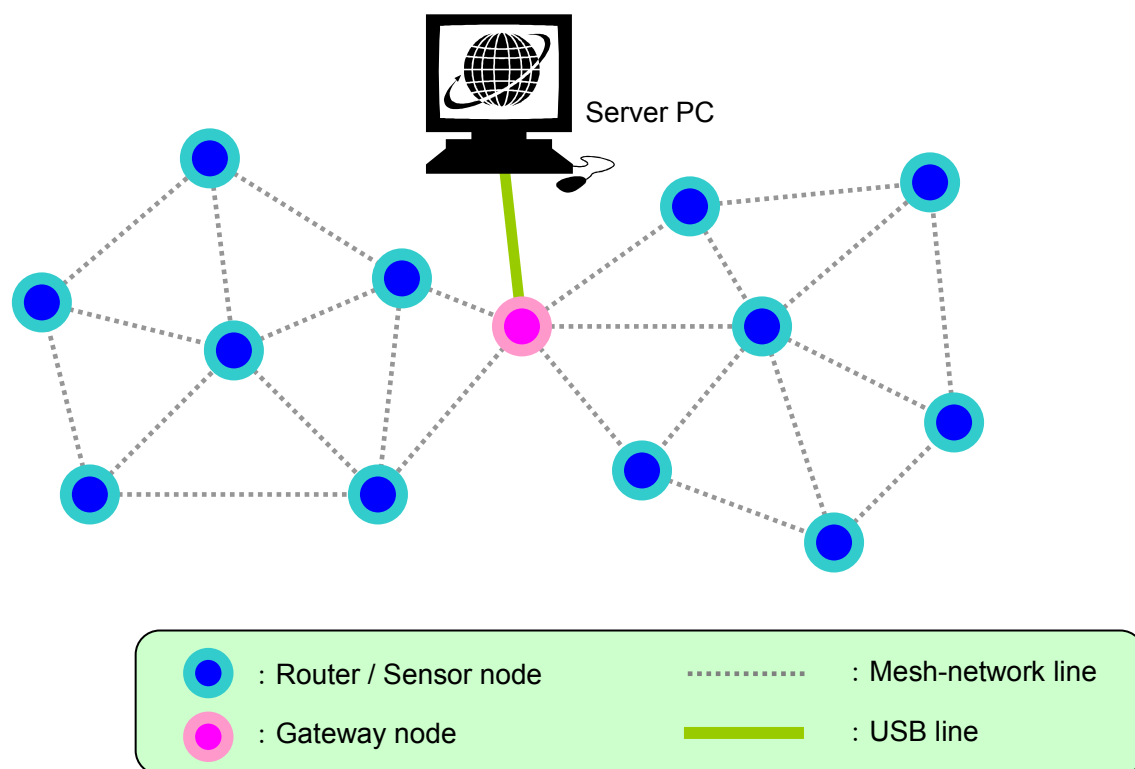 Server PC
: Router / Sensor node
: Mesh-network line
: Gateway node
: USB line